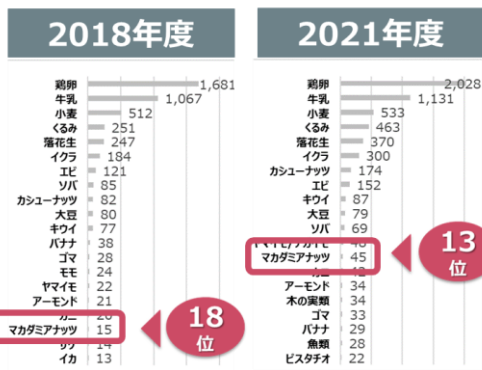 2018年度
鶏卵 1,681
牛乳 1,067
小麦 512
くるみ 251
落花生 247
イクラ 184
エビ 121
ソバ 85
カシューナッツ 82
大豆 80
キウイ 77
バナナ 38
ゴマ 28
モモ 24
ヤマイモ 22
アーモンド 21
カニ 20
マカダミアナッツ 15
サケ 14
イカ 13
18
位
2021年度
鶏卵 2,028
牛乳 1,131
小麦 533
くるみ 463
落花生 370
イクラ 300
カシューナッツ 174
エビ 152
キウイ 87
大豆 79
ソバ 69
マカダミアナッツ 45
カニ 42
アーモンド 34
木の実類 34
ゴマ 33
バナナ 29
魚類 28
ピスタチオ 22
13
位